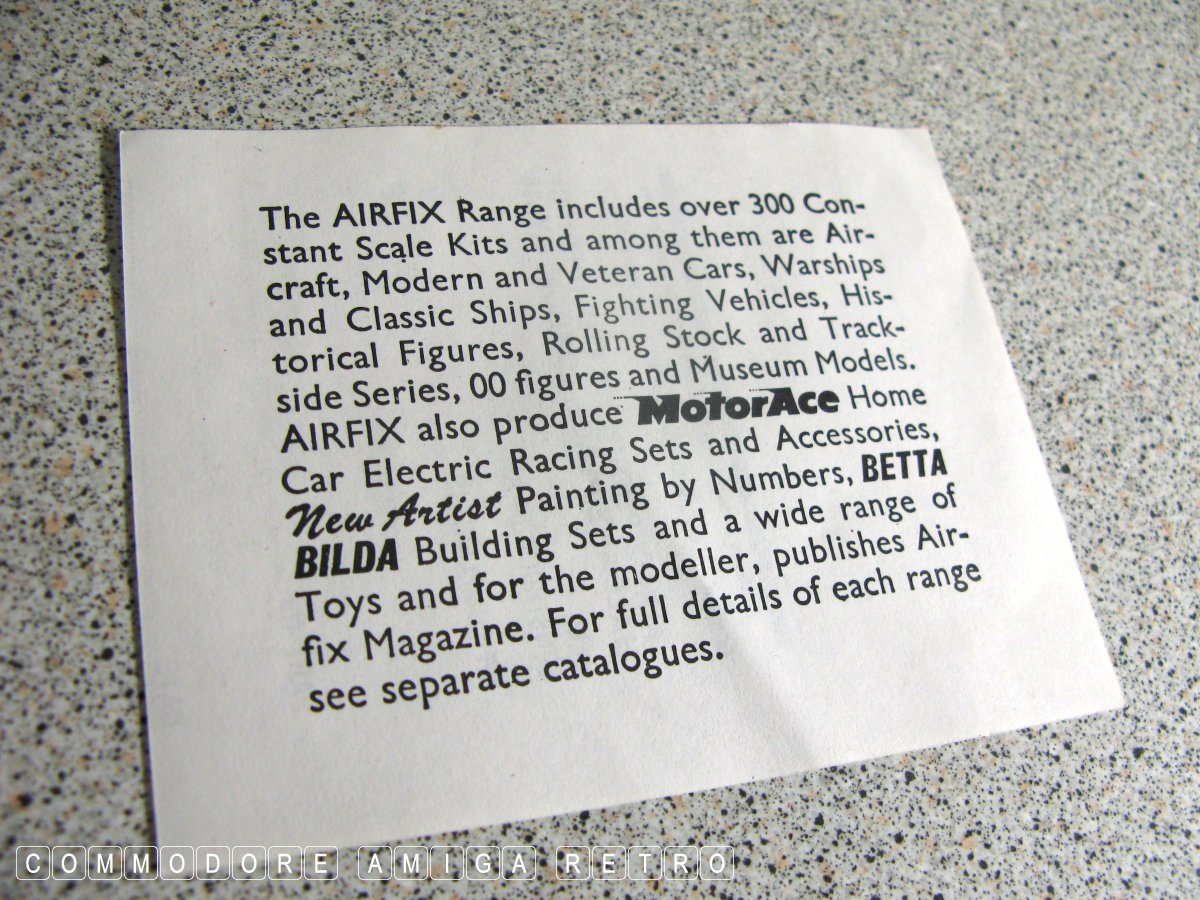 The AIRFIX Range includes over 300 Con-
stant Scale Kits and among them are Air-
craft, Modern and Veteran Cars, Warships
and Classic Ships, Fighting Vehicles, His-
torical Figures, Rolling Stock and Track-
side Series, 00 figures and Museum Models.
AIRFIX also produce MotorAce Home
Car Electric Racing Sets and Accessories,
New Artist Painting by Numbers, BETTA
BILDA Building Sets and a wide range of
Toys and for the modeller, publishes Air-
fix Magazine. For full details of each range
see separate catalogues.
COMMODORE AMIGA RETRO